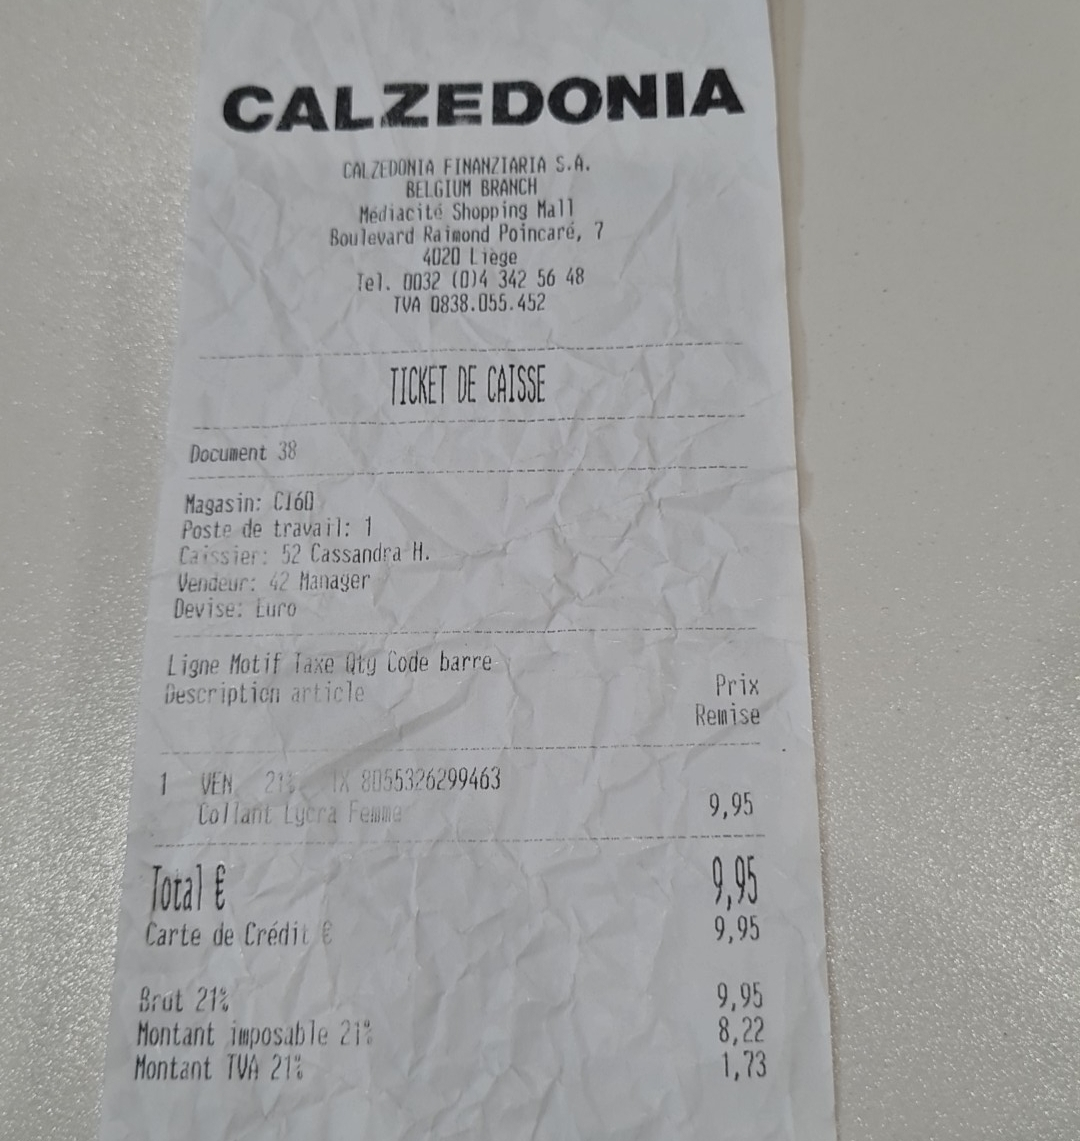 CALZEDONIA
CALZEDONIA FINANZIARIA S.A.
BELGIUM BRANCH
Médiacité Shopping Mall
Boulevard Raimond Poincaré, 7
4020 Liège
Tel. 0032 (0)4 342 56 48
TVA 0838.055.452
TICKET DE CAISSE
Document 38
Magasin: CI60
Poste de travail: 1
Caissier: 52 Cassandra H.
Vendeur: 42 Manager
Devise: Euro
Ligne Motif Taxe Qty Code barre
Description article
Prix
Remise
1 VEN 21% 1X 8055326299463
Collant Lycra Femme 9,95
Total € 9,95
Carte de Crédit € 9,95
Brut 21% 9,95
Montant imposable 21% 8,22
Montant TVA 21% 1,73